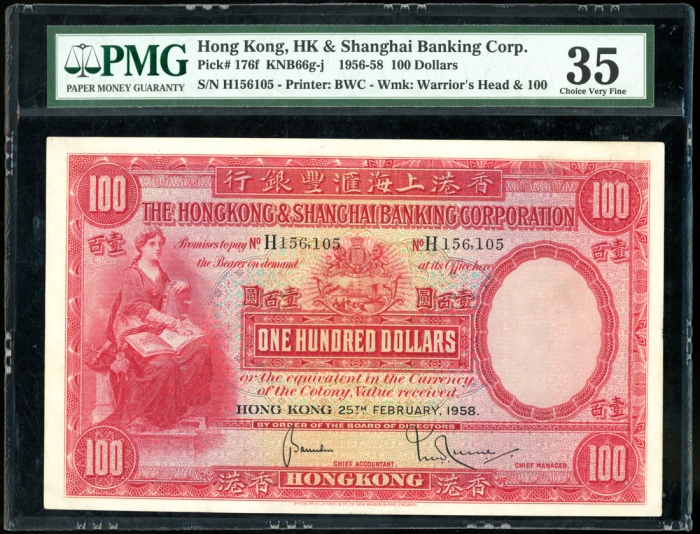 PMG
PAPER MONEY GUARANTY
Hong Kong, HK & Shanghai Banking Corp.
Pick# 176f KNB66g-j 1956-58 100 Dollars
S/N H156105 - Printer: BWC - Wmk: Warrior's Head & 100
35
Choice Very Fine
100
行銀豐滙海上港香
100
THE HONGKONG & SHANGHAI BANKING CORPORATION
百壹
Promises to pay No H156,105 No H156,105
百壹
the Bearer on demand at its Office here
圓百壹
圓百壹
ONE HUNDRED DOLLARS
or the equivalent in the Currency
of the Colony, Value received.
HONG KONG 25TH FEBRUARY, 1958.
百壹
BY ORDER OF THE BOARD OF DIRECTORS
CHIEF ACCOUNTANT.
CHIEF MANAGER.
100
港香
HONGKONG
港香
100